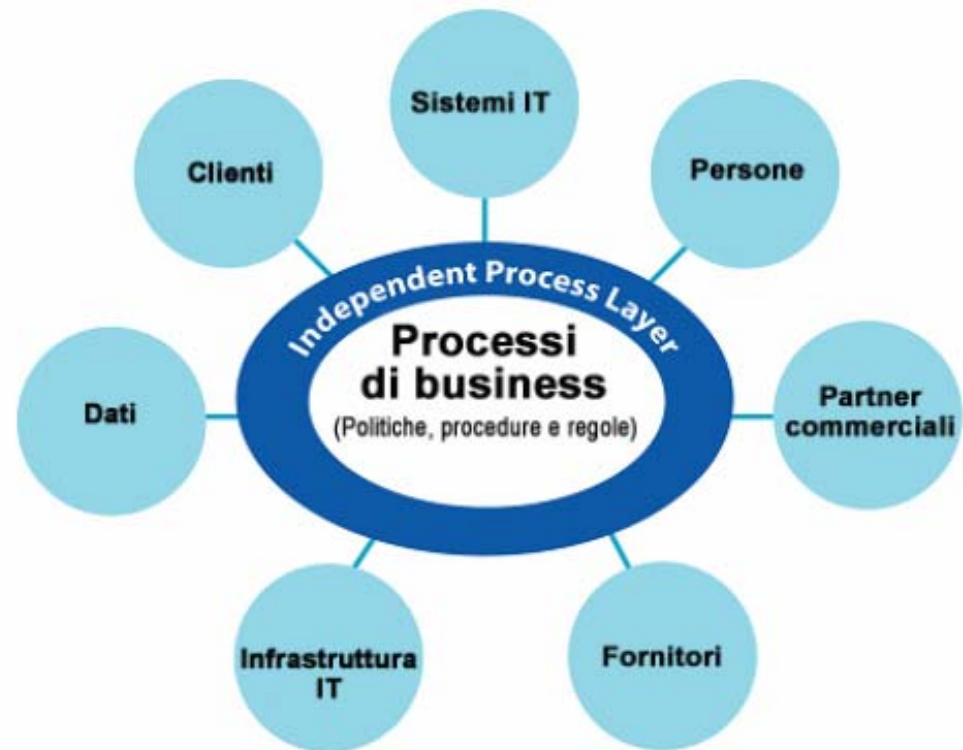 Sistemi IT
Clienti
Persone
Independent Process Layer
Processi
di business
(Politiche, procedure e regole)
Dati
Partner
commerciali
Infrastruttura
IT
Fornitori